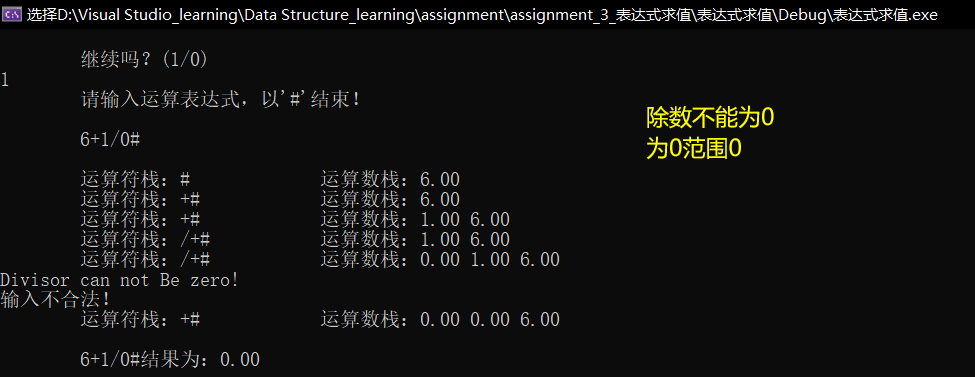 选择D:\Visual Studio_learning\Data Structure_learning\assignment\assignment_3_表达式求值\表达式求值\Debug\表达式求值.exe
继续吗？(1/0)
1
请输入运算表达式，以'#'结束！
除数不能为0
为0范围0
6+1/0#
运算符栈：# 运算数栈：6.00
运算符栈：+# 运算数栈：6.00
运算符栈：+# 运算数栈：1.00 6.00
运算符栈：/+# 运算数栈：1.00 6.00
运算符栈：/+# 运算数栈：0.00 1.00 6.00
Divisor can not Be zero!
输入不合法！
运算符栈：+# 运算数栈：0.00 0.00 6.00
6+1/0#结果为：0.00